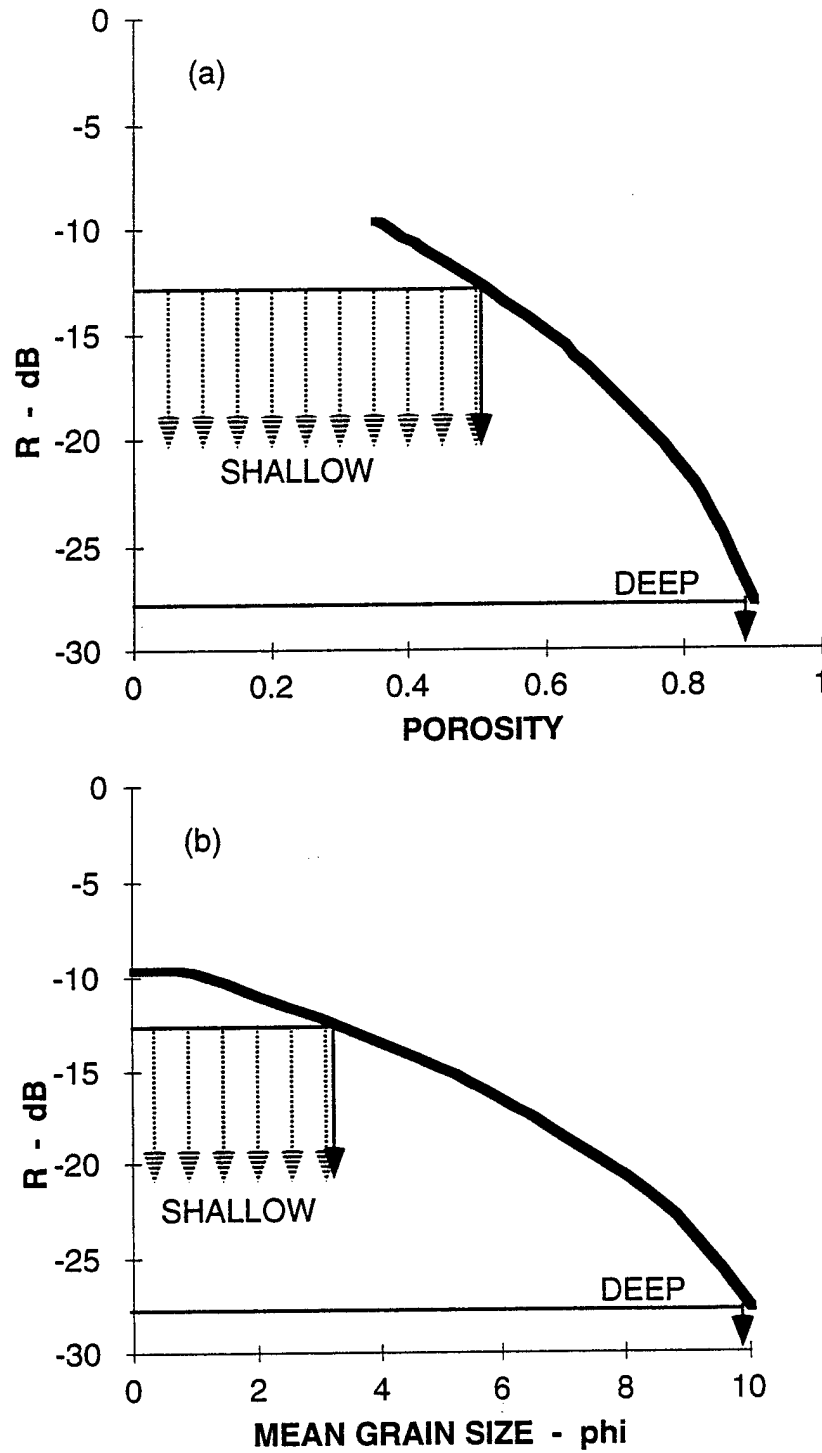 0
(a)
-5
-10
-15
R - dB
-20
SHALLOW
-25
DEEP
-30
0 0.2 0.4 0.6 0.8 1
POROSITY
0
(b)
-5
-10
-15
R - dB
-20
SHALLOW
-25
DEEP
-30
0 2 4 6 8 10
MEAN GRAIN SIZE - phi